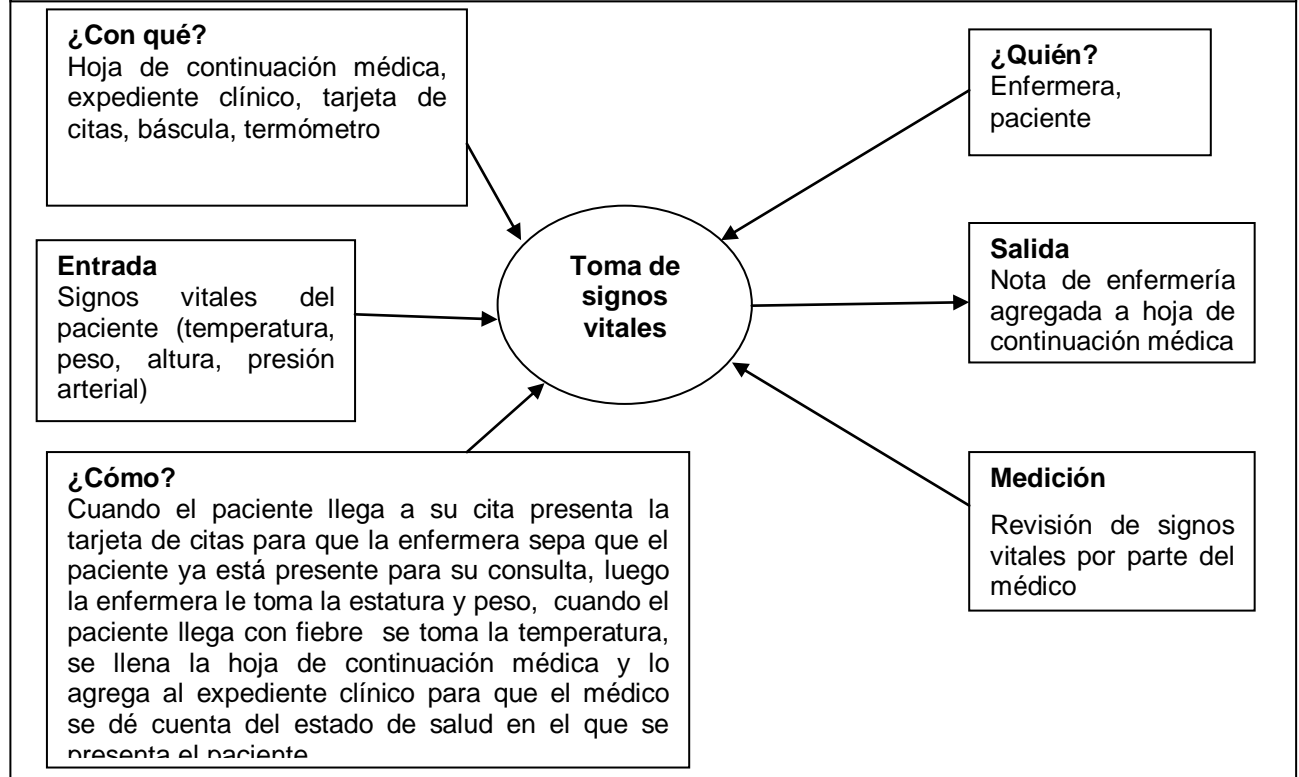 ¿Con qué?
Hoja de continuación médica,
expediente clínico, tarjeta de
citas, báscula, termómetro
¿Quién?
Enfermera,
paciente
Entrada
Signos vitales del
paciente (temperatura,
peso, altura, presión
arterial)
Toma de
signos
vitales
Salida
Nota de enfermería
agregada a hoja de
continuación médica
¿Cómo?
Cuando el paciente llega a su cita presenta la
tarjeta de citas para que la enfermera sepa que el
paciente ya está presente para su consulta, luego
la enfermera le toma la estatura y peso, cuando el
paciente llega con fiebre se toma la temperatura,
se llena la hoja de continuación médica y lo
agrega al expediente clínico para que el médico
se dé cuenta del estado de salud en el que se
presenta el paciente
Medición
Revisión de signos
vitales por parte del
médico